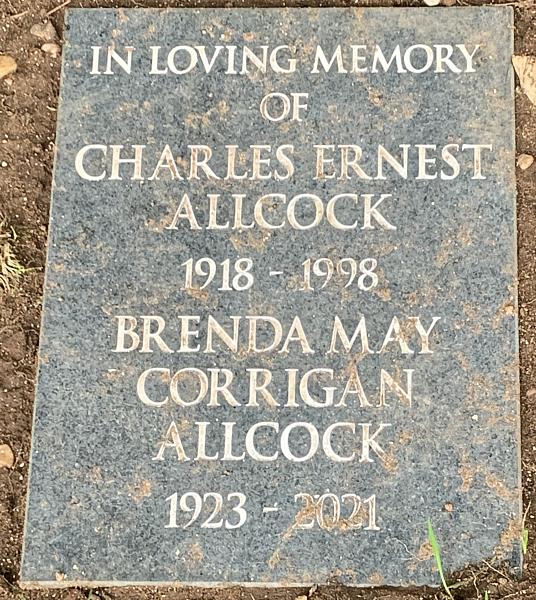 IN LOVING MEMORY
OF
CHARLES ERNEST
ALLCOCK
1918 - 1998
BRENDA MAY
CORRIGAN
ALLCOCK
1923 - 2021